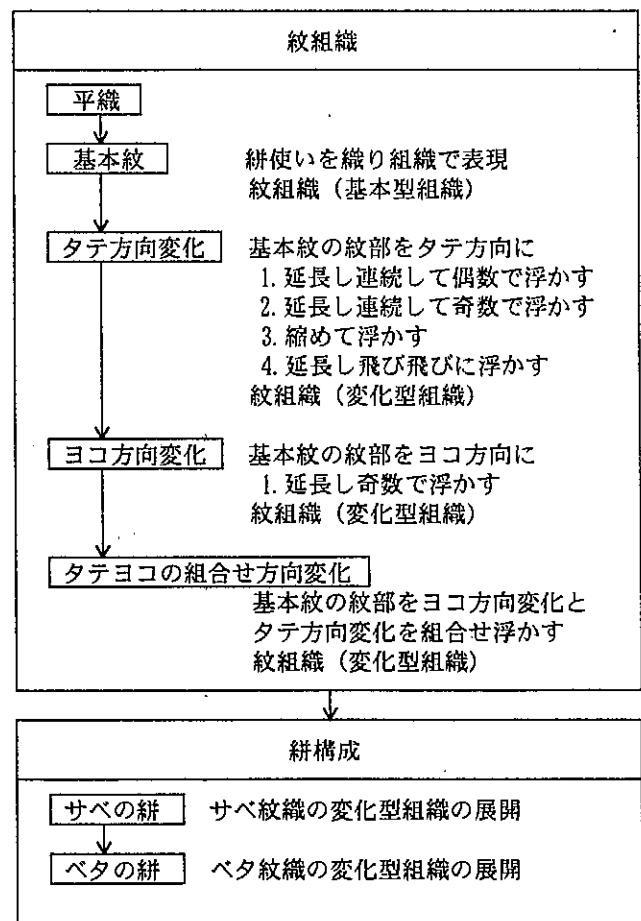 紋組織
平織
基本紋 絣使いを織り組織で表現
紋組織（基本型組織）
タテ方向変化 基本紋の紋部をタテ方向に
1. 延長し連続して偶数で浮かす
2. 延長し連続して奇数で浮かす
3. 縮めて浮かす
4. 延長し飛び飛びに浮かす
紋組織（変化型組織）
ヨコ方向変化 基本紋の紋部をヨコ方向に
1. 延長し奇数で浮かす
紋組織（変化型組織）
タテヨコの組合せ方向変化
基本紋の紋部をヨコ方向変化と
タテ方向変化を組合せ浮かす
紋組織（変化型組織）
絣構成
サベの絣 サベ紋織の変化型組織の展開
ベタの絣 ベタ紋織の変化型組織の展開